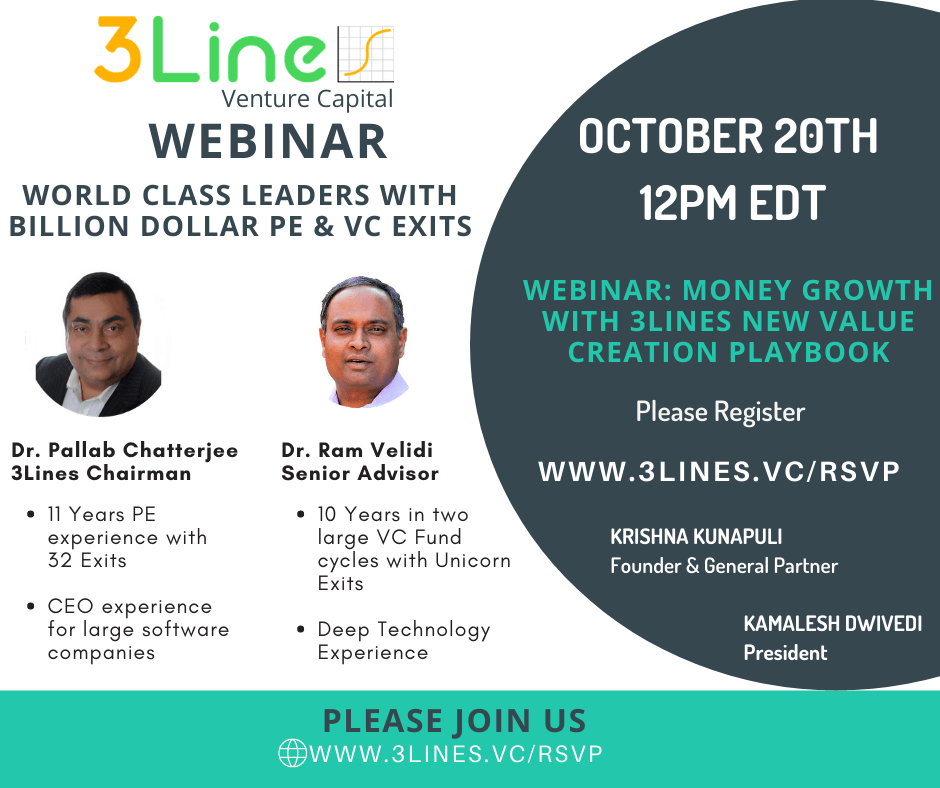 3Lines
Venture Capital
WEBINAR
WORLD CLASS LEADERS WITH
BILLION DOLLAR PE & VC EXITS
Dr. Pallab Chatterjee
3Lines Chairman
• 11 Years PE
experience with
32 Exits
• CEO experience
for large software
companies
Dr. Ram Velidi
Senior Advisor
• 10 Years in two
large VC Fund
cycles with Unicorn
Exits
• Deep Technology
Experience
OCTOBER 20TH
12PM EDT
WEBINAR: MONEY GROWTH
WITH 3LINES NEW VALUE
CREATION PLAYBOOK
Please Register
WWW.3LINES.VC/RSVP
KRISHNA KUNAPULI
Founder & General Partner
KAMALESH DWIVEDI
President
PLEASE JOIN US
WWW.3LINES.VC/RSVP